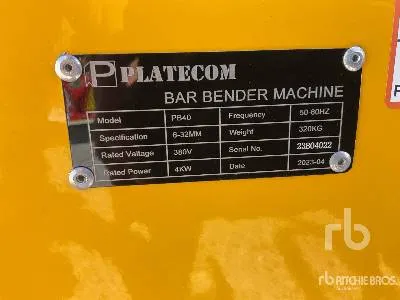 P PLATECOM
BAR BENDER MACHINE
Model PB40 Frequency 50-60HZ
Specification 6-32MM Weight 320KG
Rated Voltage 380V Serial No. 23B04022
Rated Power 4KW Date 2023-04
rb
RITCHIE BROS.